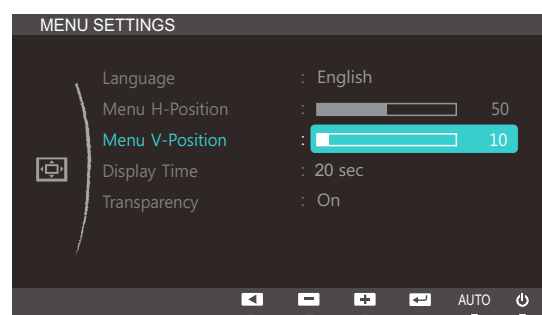 MENU SETTINGS
Language : English
Menu H-Position : 50
Menu V-Position : 10
Display Time : 20 sec
Transparency : On
AUTO